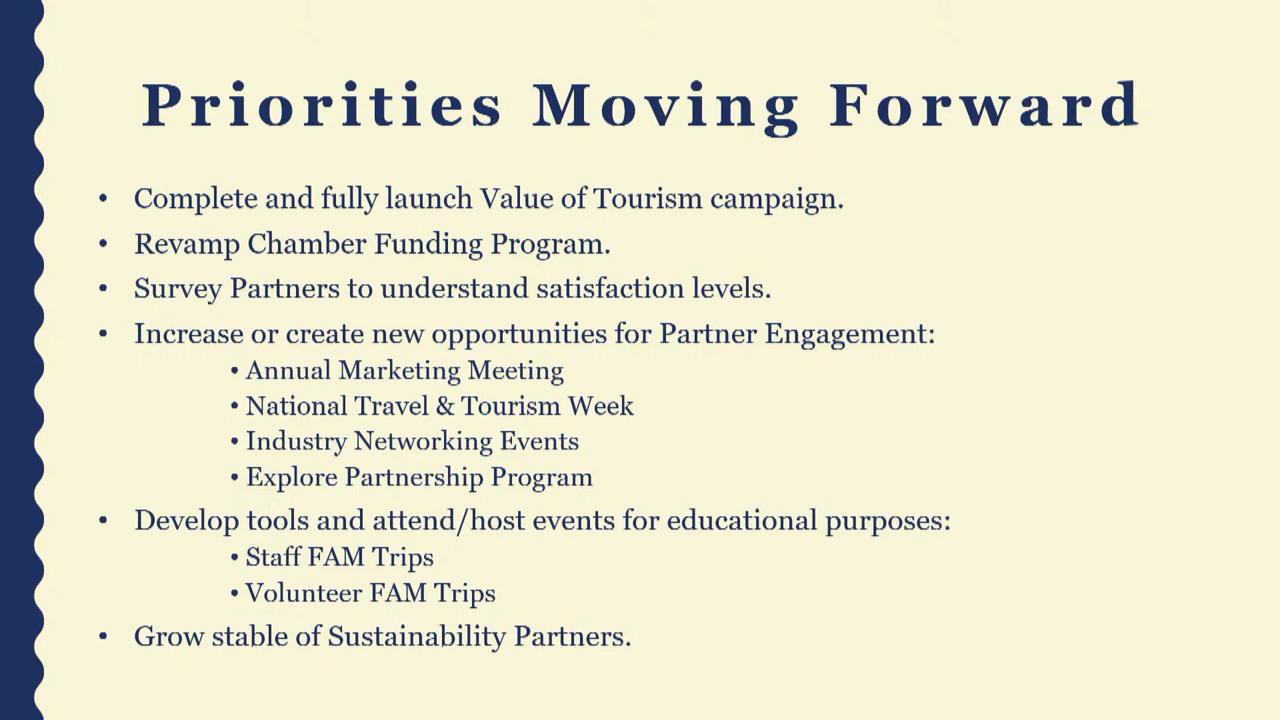 Priorities Moving Forward
• Complete and fully launch Value of Tourism campaign.
• Revamp Chamber Funding Program.
• Survey Partners to understand satisfaction levels.
• Increase or create new opportunities for Partner Engagement:
• Annual Marketing Meeting
• National Travel & Tourism Week
• Industry Networking Events
• Explore Partnership Program
• Develop tools and attend/host events for educational purposes:
• Staff FAM Trips
• Volunteer FAM Trips
• Grow stable of Sustainability Partners.